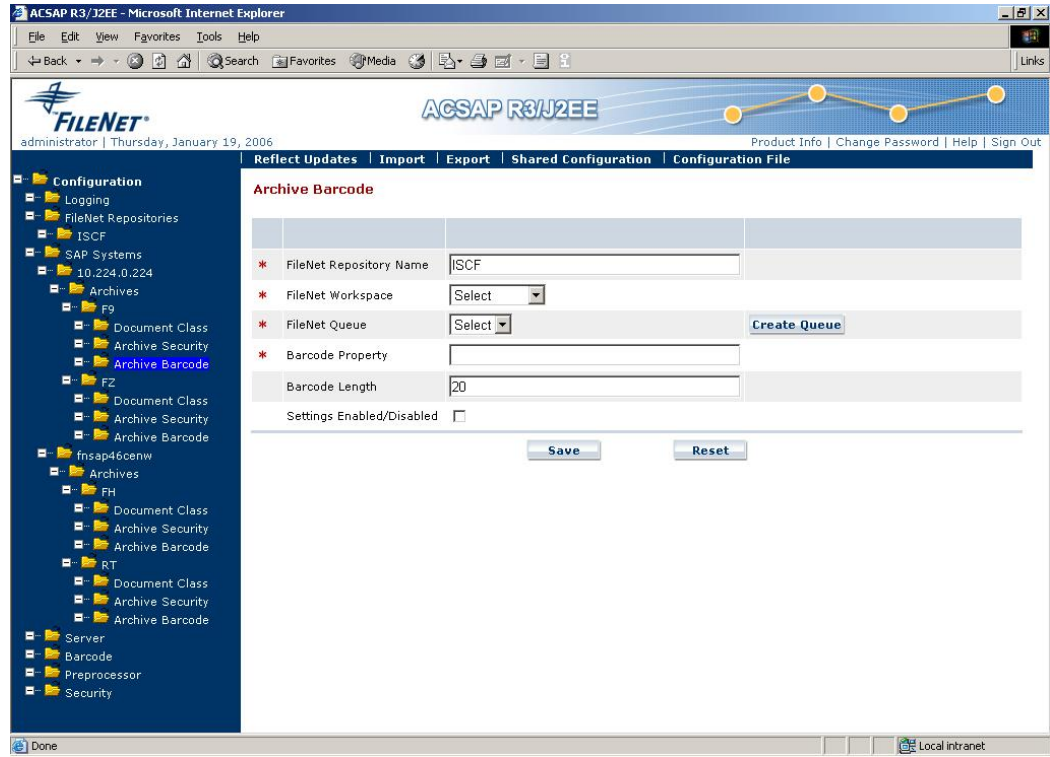 ACSAP R3/J2EE - Microsoft Internet Explorer
File Edit View Favorites Tools Help
Back Search Favorites Media Links
FILENET
ACSAP R3/J2EE
administrator | Thursday, January 19, 2006
Product Info | Change Password | Help | Sign Out
| Reflect Updates | Import | Export | Shared Configuration | Configuration File
Configuration
Logging
FileNet Repositories
ISCF
SAP Systems
10.224.0.224
Archives
F9
Document Class
Archive Security
Archive Barcode
FZ
Document Class
Archive Security
Archive Barcode
fnsap46cenw
Archives
FH
Document Class
Archive Security
Archive Barcode
RT
Document Class
Archive Security
Archive Barcode
Server
Barcode
Preprocessor
Security
Archive Barcode
* FileNet Repository Name ISCF
* FileNet Workspace Select
* FileNet Queue Select Create Queue
* Barcode Property
Barcode Length 20
Settings Enabled/Disabled
Save Reset
Done Local intranet